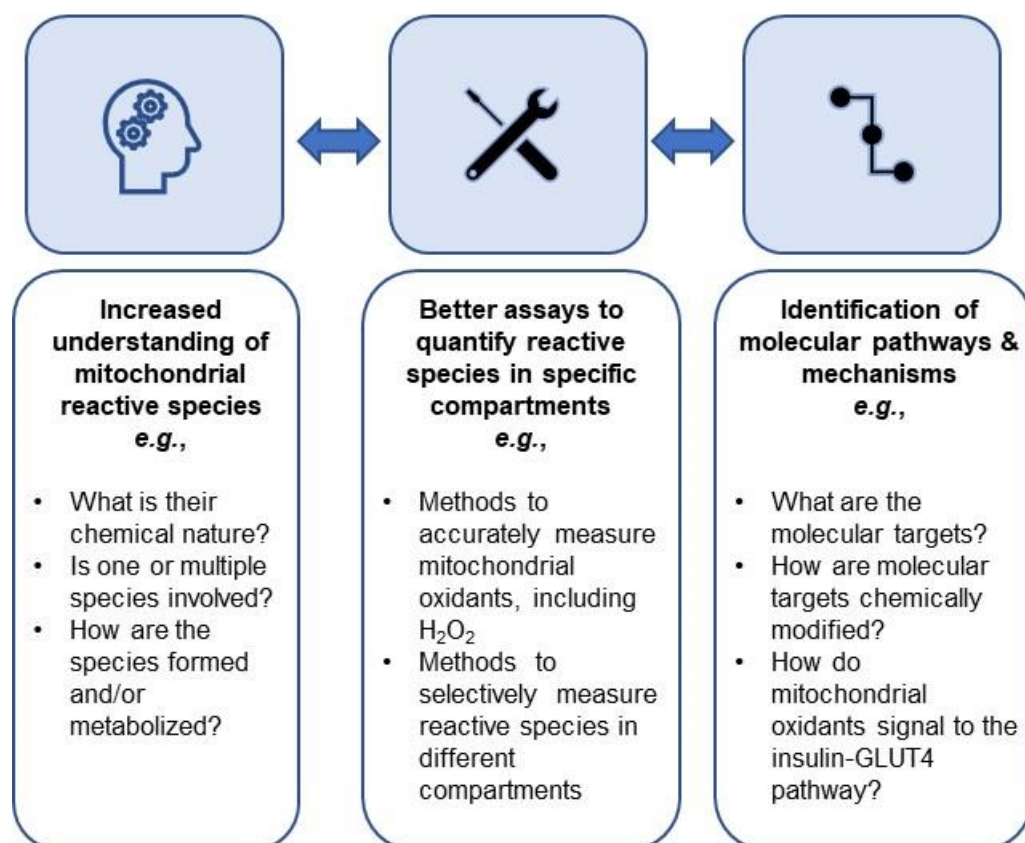 Increased
understanding of
mitochondrial
reactive species
e.g.,
• What is their
chemical nature?
• Is one or multiple
species involved?
• How are the
species formed
and/or
metabolized?
Better assays to
quantify reactive
species in specific
compartments
e.g.,
• Methods to
accurately measure
mitochondrial
oxidants, including
H₂O₂
• Methods to
selectively measure
reactive species in
different
compartments
Identification of
molecular pathways &
mechanisms
e.g.,
• What are the
molecular targets?
• How are molecular
targets chemically
modified?
• How do
mitochondrial
oxidants signal to the
insulin-GLUT4
pathway?